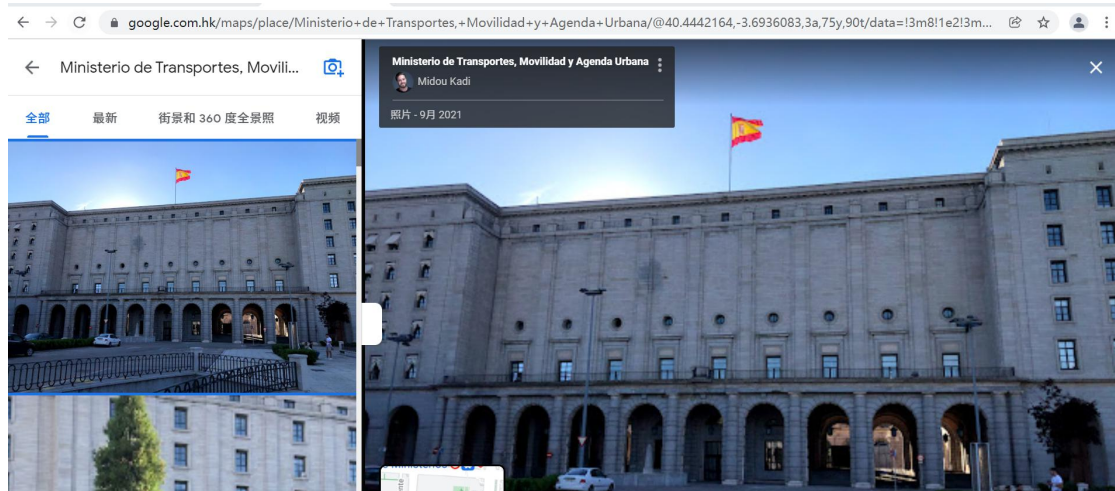 google.com.hk/maps/place/Ministerio+de+Transportes,+Movilidad+y+Agenda+Urbana/@40.4442164,-3.6936083,3a,75y,90t/data=!3m8!1e2!3m...
Ministerio de Transportes, Movili...
全部 最新 街景和 360 度全景照 视频
Ministerio de Transportes, Movilidad y Agenda Urbana
Midou Kadi
照片 - 9月 2021